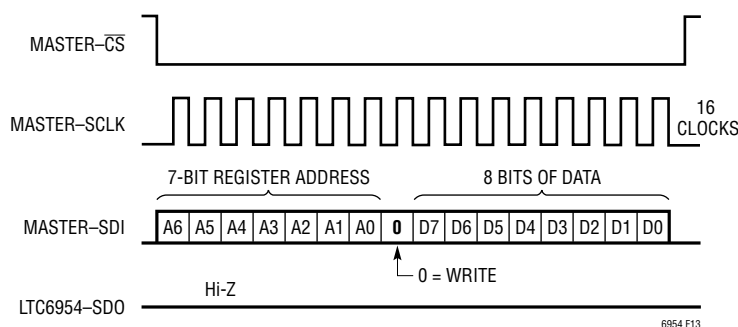 MASTER–C̅S̅
MASTER–SCLK
16
CLOCKS
7-BIT REGISTER ADDRESS
8 BITS OF DATA
MASTER–SDI
A6 A5 A4 A3 A2 A1 A0 0 D7 D6 D5 D4 D3 D2 D1 D0
0 = WRITE
Hi-Z
LTC6954–SDO
6954 F13